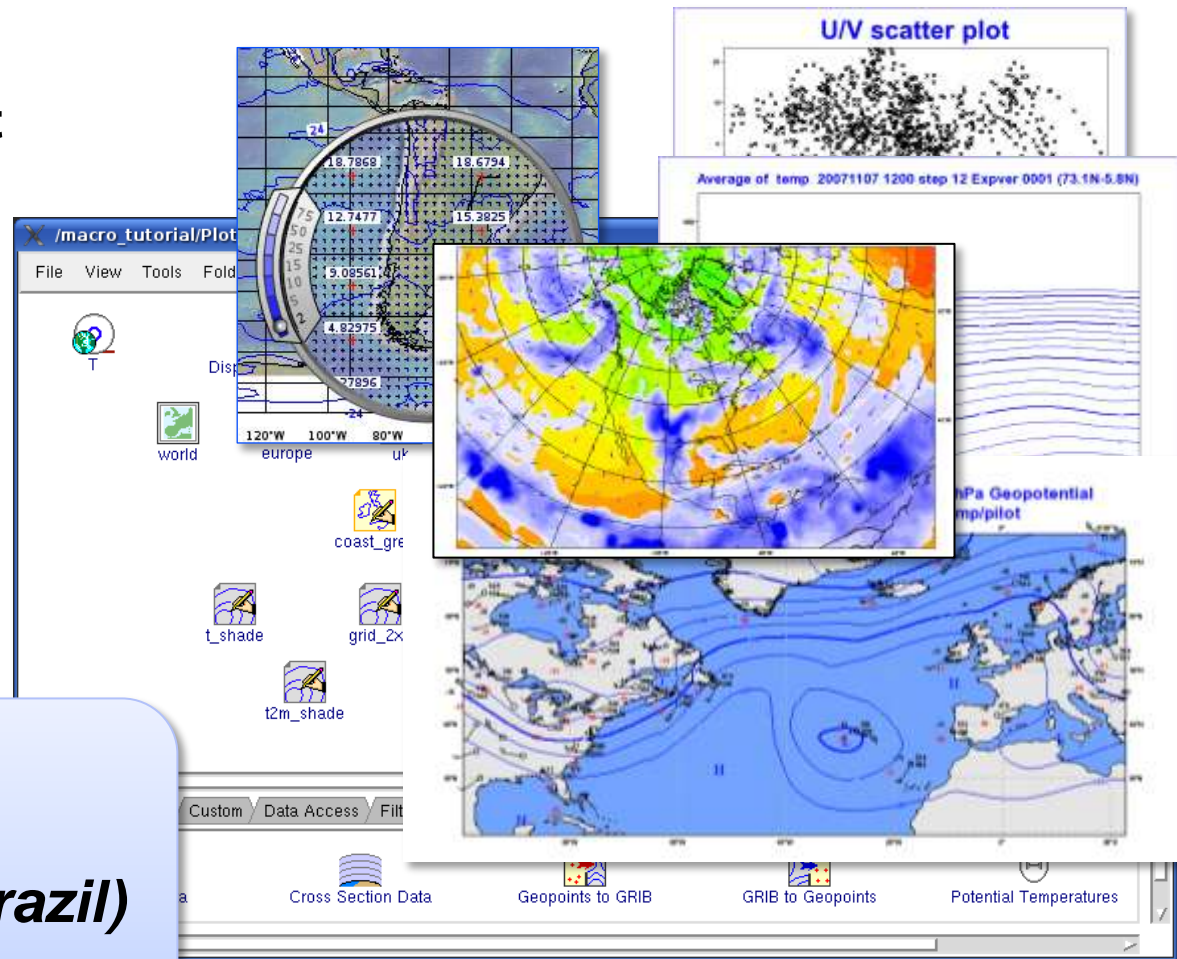 U/V scatter plot
Average of temp 20071107 1200 step 12 Expver 0001 (73.1N-5.8N)
24
18.7868 18.6794
12.7477 15.3825
9.08561
4.82975
27896
-24
75
50
25
15
10
5
2
120°W 100°W 80°W
/macro_tutorial/Plot
File View Tools Fold
T
Disp
world
europe
uk
coast_gre
t_shade
grid_2x
t2m_shade
hPa Geopotential
mp/pilot
Custom Data Access Filt
a
Cross Section Data
Geopoints to GRIB
GRIB to Geopoints
Potential Temperatures
razil)